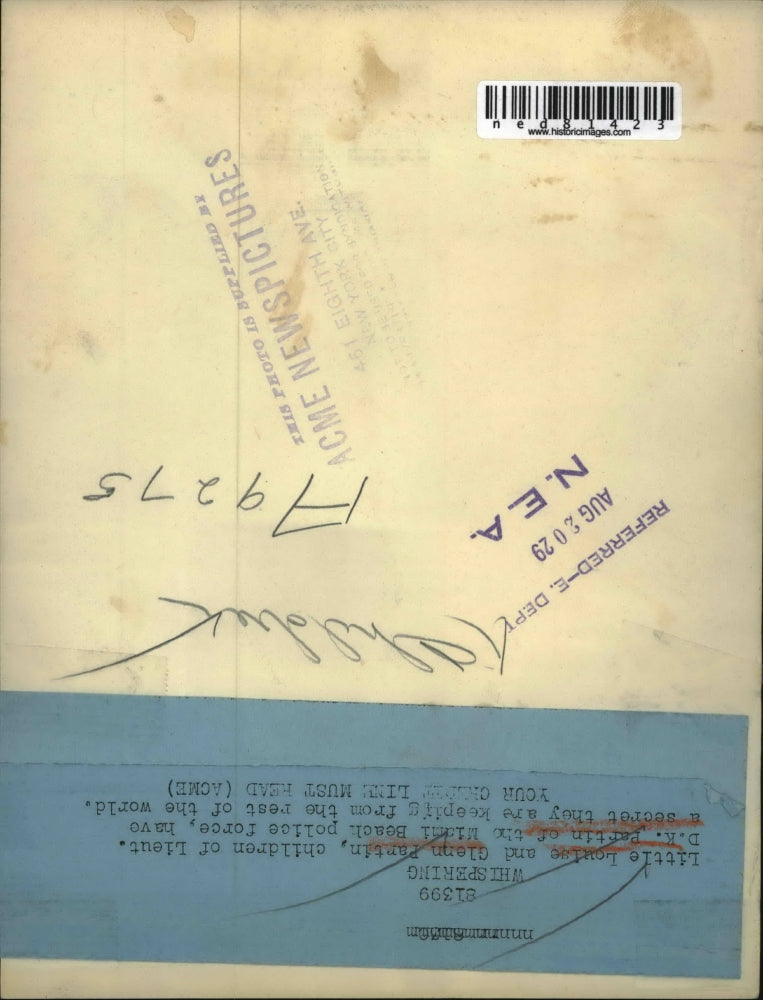 ned81423
www.historicimages.com
THIS PHOTO IS SUPPLIED BY
ACME NEWSPICTURES
461 EIGHTH AVE.
NEW YORK CITY
REFERRED-E. DEPT.
AUG 20 29
N.E.A.
A9275
Children
81399
WHISPERING
Little Louise and Glenn Partin, children of Lieut.
D.K. Partin of the Miami Beach police force, have
a secret they are keeping from the rest of the world.
YOUR CREDIT LINE MUST READ (ACME)